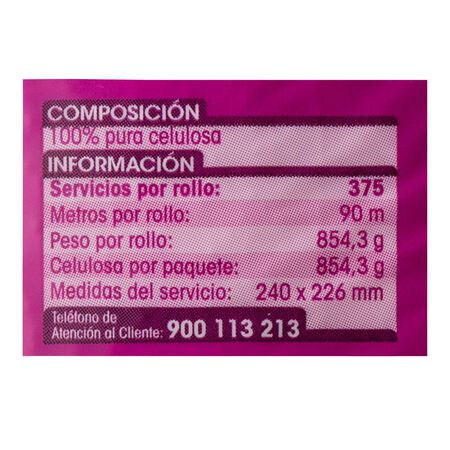 COMPOSICIÓN
100% pura celulosa
INFORMACIÓN
Servicios por rollo: 375
Metros por rollo: 90 m
Peso por rollo: 854,3 g
Celulosa por paquete: 854,3 g
Medidas del servicio: 240 x 226 mm
Teléfono de
Atención al Cliente: 900 113 213